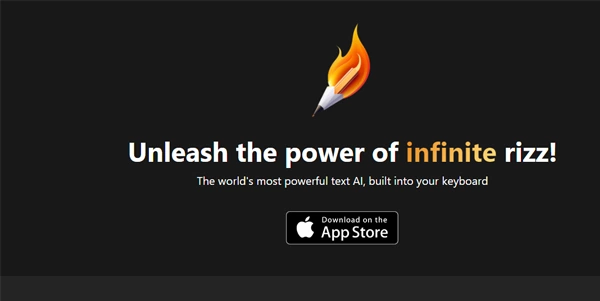 Unleash the power of infinite rizz!
The world's most powerful text AI, built into your keyboard
Download on the
App Store